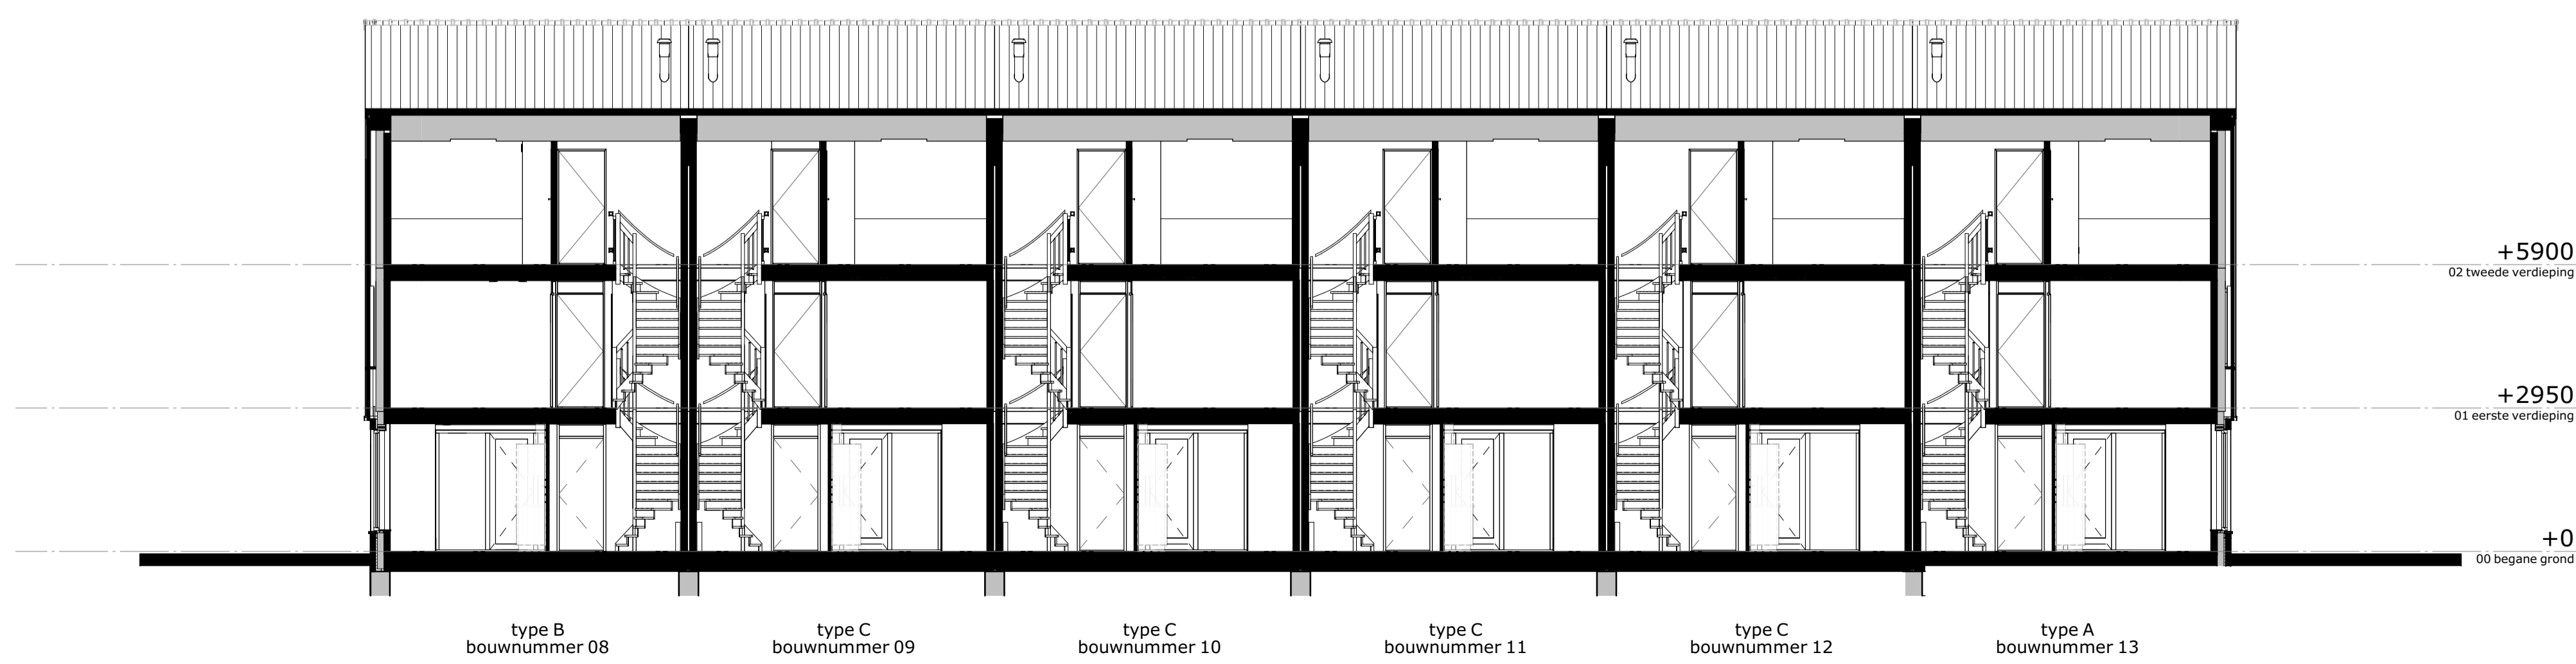 +5900
02 tweede verdieping
+2950
01 eerste verdieping
+0
00 begane grond
type B
bouwnummer 08
type C
bouwnummer 09
type C
bouwnummer 10
type C
bouwnummer 11
type C
bouwnummer 12
type A
bouwnummer 13